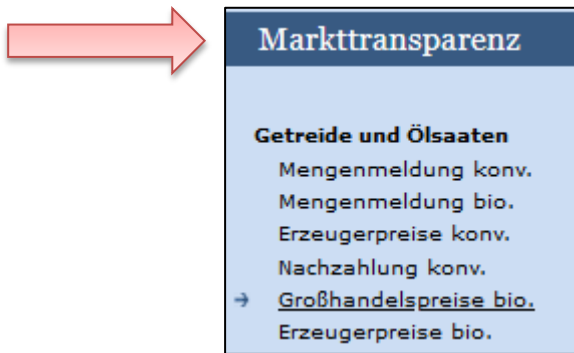 Markttransparenz
Getreide und Ölsaaten
Mengenmeldung konv.
Mengenmeldung bio.
Erzeugerpreise konv.
Nachzahlung konv.
Großhandelspreise bio.
Erzeugerpreise bio.